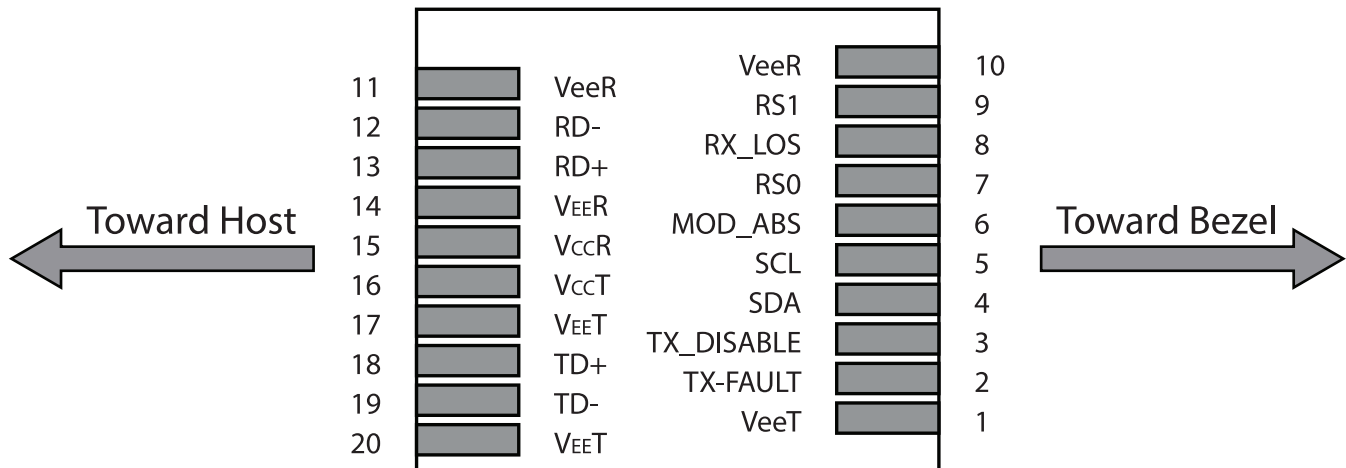 VeeR 10
11 VeeR
RS1 9
12 RD-
RX_LOS 8
13 RD+
RS0 7
14 VEER
MOD_ABS 6
Toward Host
Toward Bezel
15 VccR
SCL 5
16 VccT
SDA 4
17 VEET
TX_DISABLE 3
18 TD+
TX-FAULT 2
19 TD-
VeeT 1
20 VEET